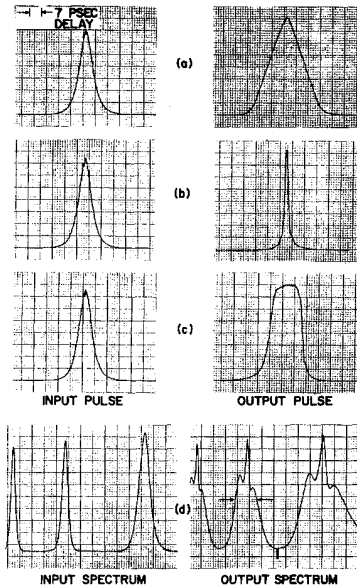 7 PSEC
DELAY
(a)
(b)
(c)
INPUT PULSE OUTPUT PULSE
(d)
INPUT SPECTRUM OUTPUT SPECTRUM